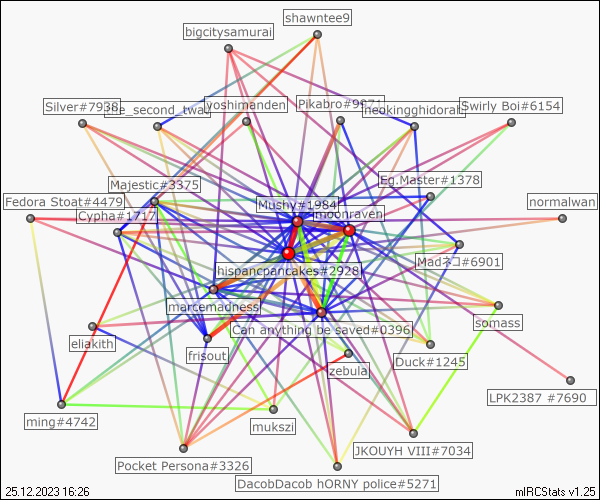 shawntee9
bigcitysamurai
Silver#7938
yoshimanden
Pikabro#9871
neokingghidorah
Swirly Boi#6154
Majestic#3375
Eg.Master#1378
Fedora Stoat#4479
Cypha#1717
Mushy#1984
moonraven
normalwan
hispancpancakes#2928
Madネコ#6901
marcemadness
Can anything be saved#0396
somass
eliakith
frisout
zebula
Duck#1245
LPK2387 #7690
ming#4742
mukszi
JKOUYH VIII#7034
Pocket Persona#3326
DacobDacob hORNY police#5271
25.12.2023 16:26
mIRCStats v1.25